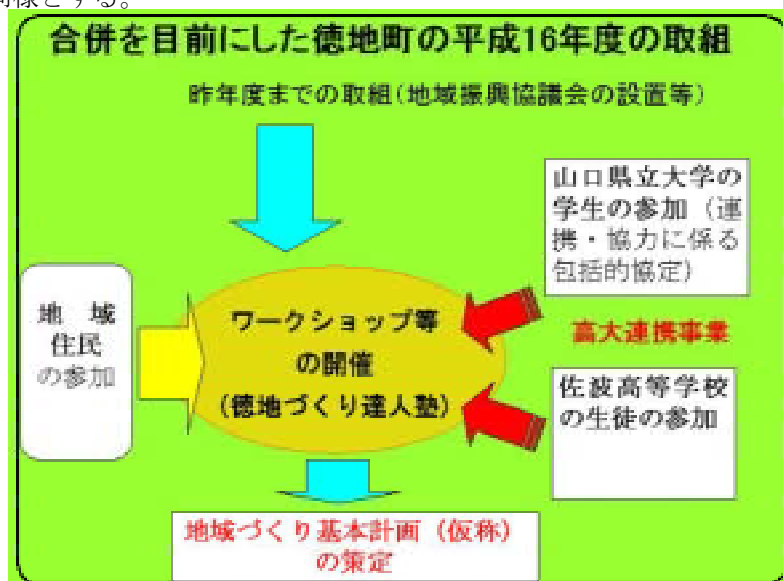 同様とする。
合併を目前にした徳地町の平成16年度の取組
昨年度までの取組(地域振興協議会の設置等)
山口県立大学の
学生の参加(連
携・協力に係る
包括的協定)
地 域
住民
の参加
ワークショップ等
の開催
(徳地づくり達人塾)
高大連携事業
佐波高等学校
の生徒の参加
地域づくり基本計画(仮称)
の策定